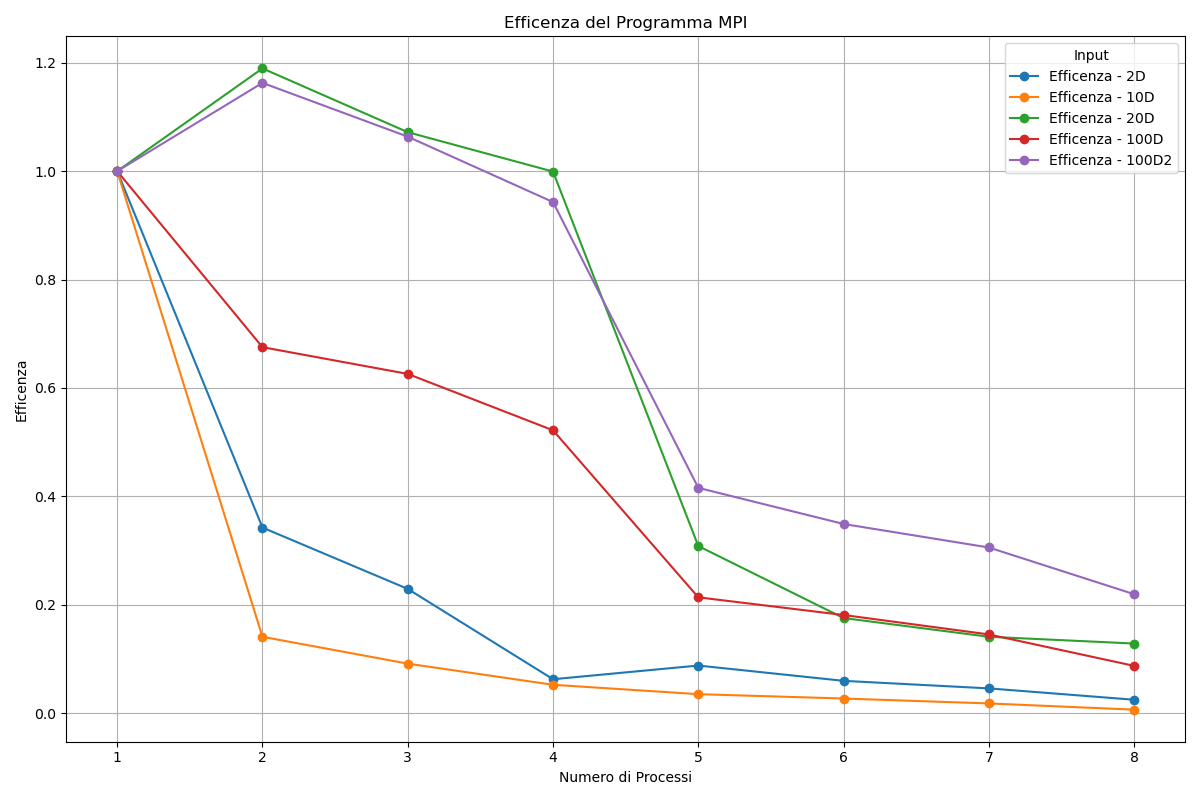 Efficenza del Programma MPI
Input
Efficenza - 2D
Efficenza - 10D
Efficenza - 20D
Efficenza - 100D
Efficenza - 100D2
Efficenza
1.2
1.0
0.8
0.6
0.4
0.2
0.0
1 2 3 4 5 6 7 8
Numero di Processi